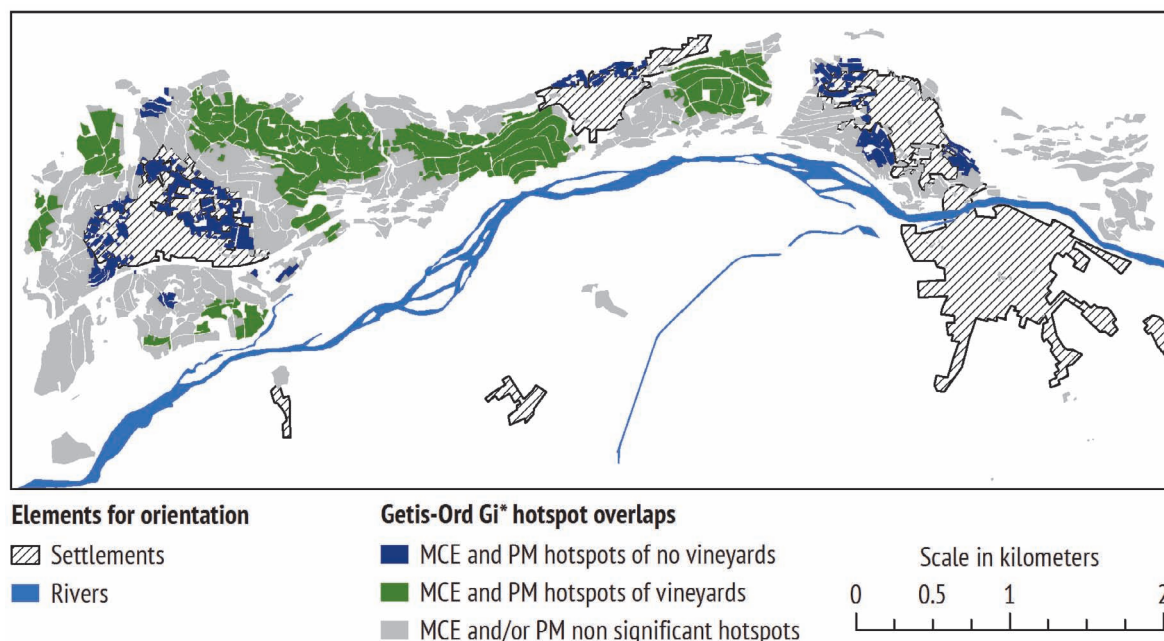 Elements for orientation
Settlements
Rivers
Getis-Ord Gi* hotspot overlaps
MCE and PM hotspots of no vineyards
MCE and PM hotspots of vineyards
MCE and/or PM non significant hotspots
Scale in kilometers
0 0.5 1 2